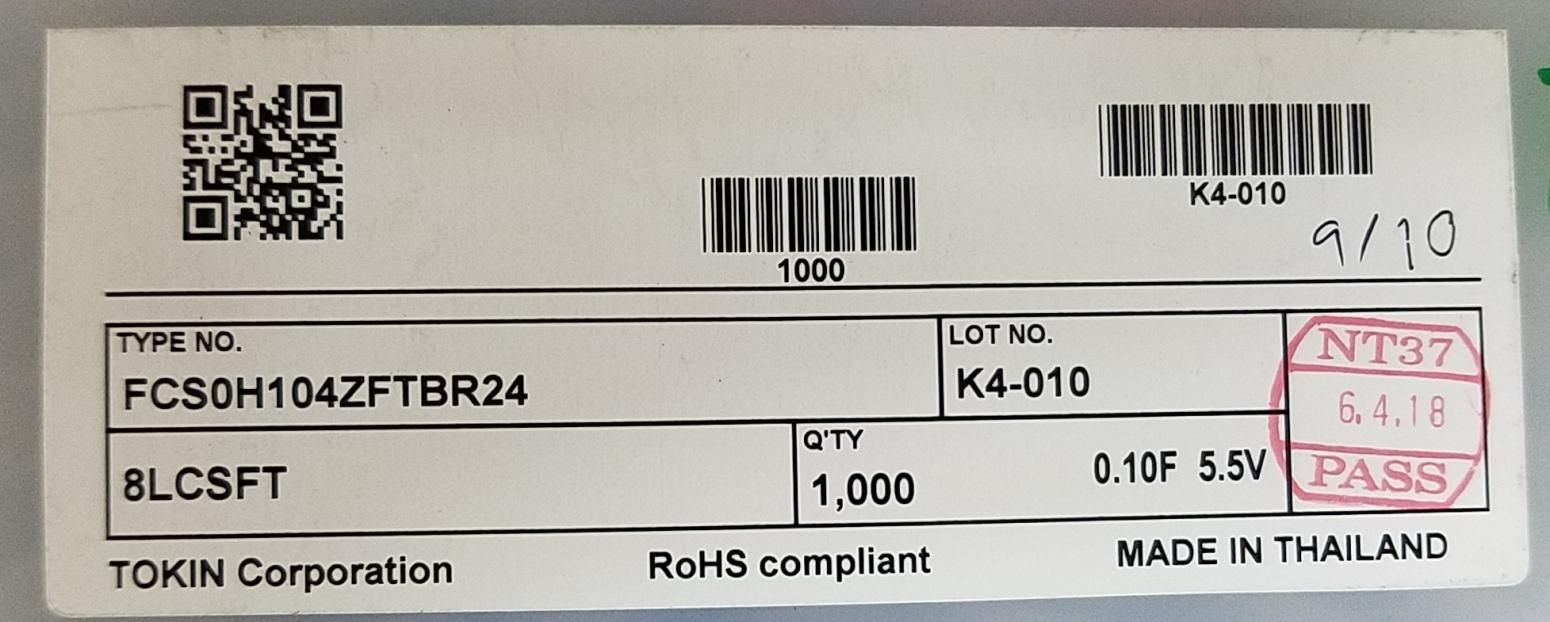 K4-010
1000
9/10
TYPE NO.
FCS0H104ZFTBR24
LOT NO.
K4-010
NT37
6.4.18
PASS
8LCSFT
Q'TY
1,000
0.10F 5.5V
TOKIN Corporation
RoHS compliant
MADE IN THAILAND